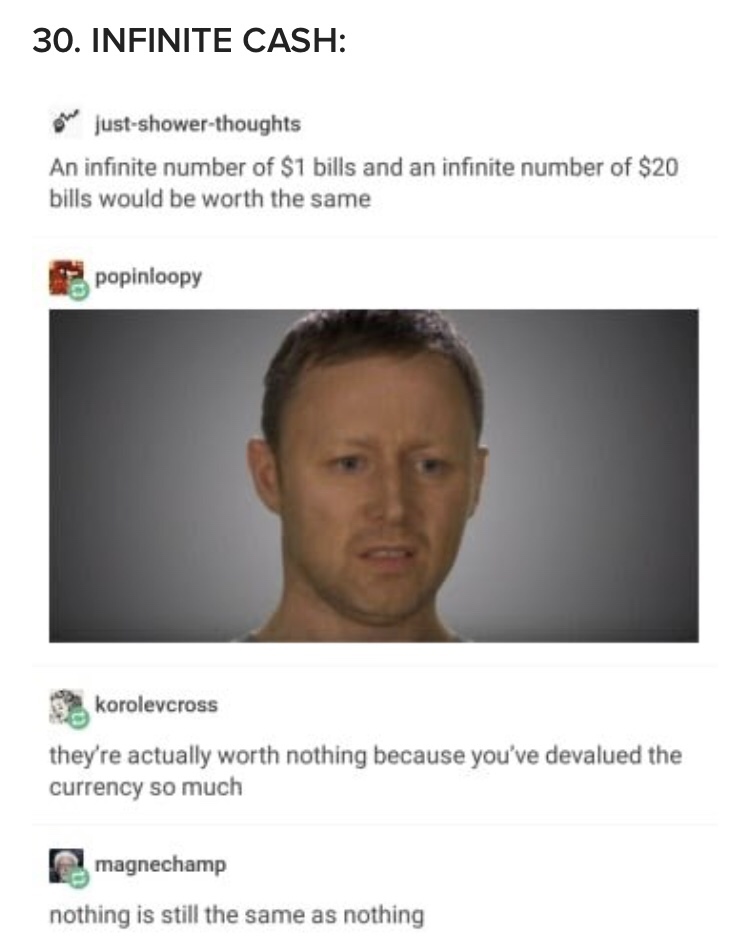 30. INFINITE CASH:
just-shower-thoughts
An infinite number of $1 bills and an infinite number of $20
bills would be worth the same
popinloopy
korolevcross
they're actually worth nothing because you've devalued the
currency so much
magnechamp
nothing is still the same as nothing